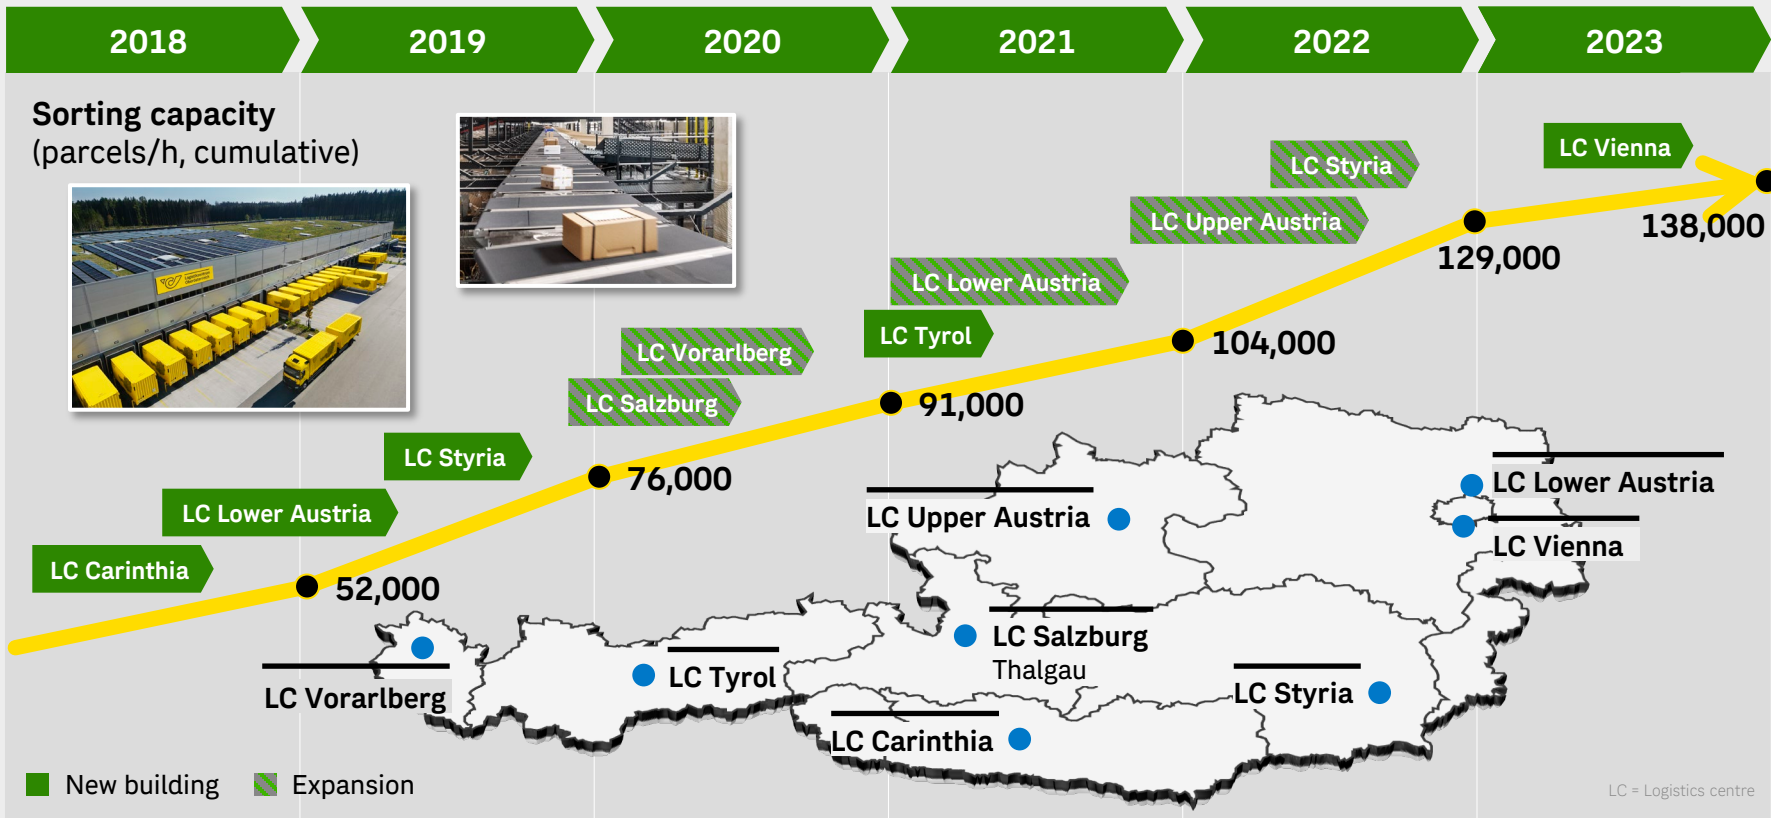 2018
2019
2020
2021
2022
2023
Sorting capacity
(parcels/h, cumulative)
LC Styria
LC Vienna
LC Upper Austria
138,000
129,000
LC Lower Austria
LC Tyrol
104,000
LC Vorarlberg
LC Salzburg
91,000
LC Styria
76,000
LC Lower Austria
LC Carinthia
52,000
LC Lower Austria
LC Upper Austria
LC Vienna
LC Salzburg
Thalgau
LC Tyrol
LC Vorarlberg
LC Styria
LC Carinthia
New building
Expansion
LC = Logistics centre